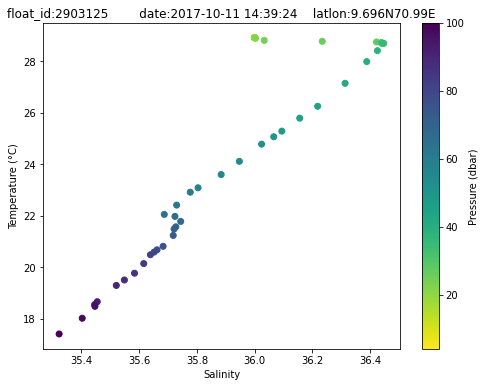 float_id:2903125 date:2017-10-11 14:39:24 latlon:9.696N70.99E
100
28
26
80
24
60
22
40
20
20
18
35.4 35.6 35.8 36.0 36.2 36.4
Temperature (°C)
Salinity
Pressure (dbar)